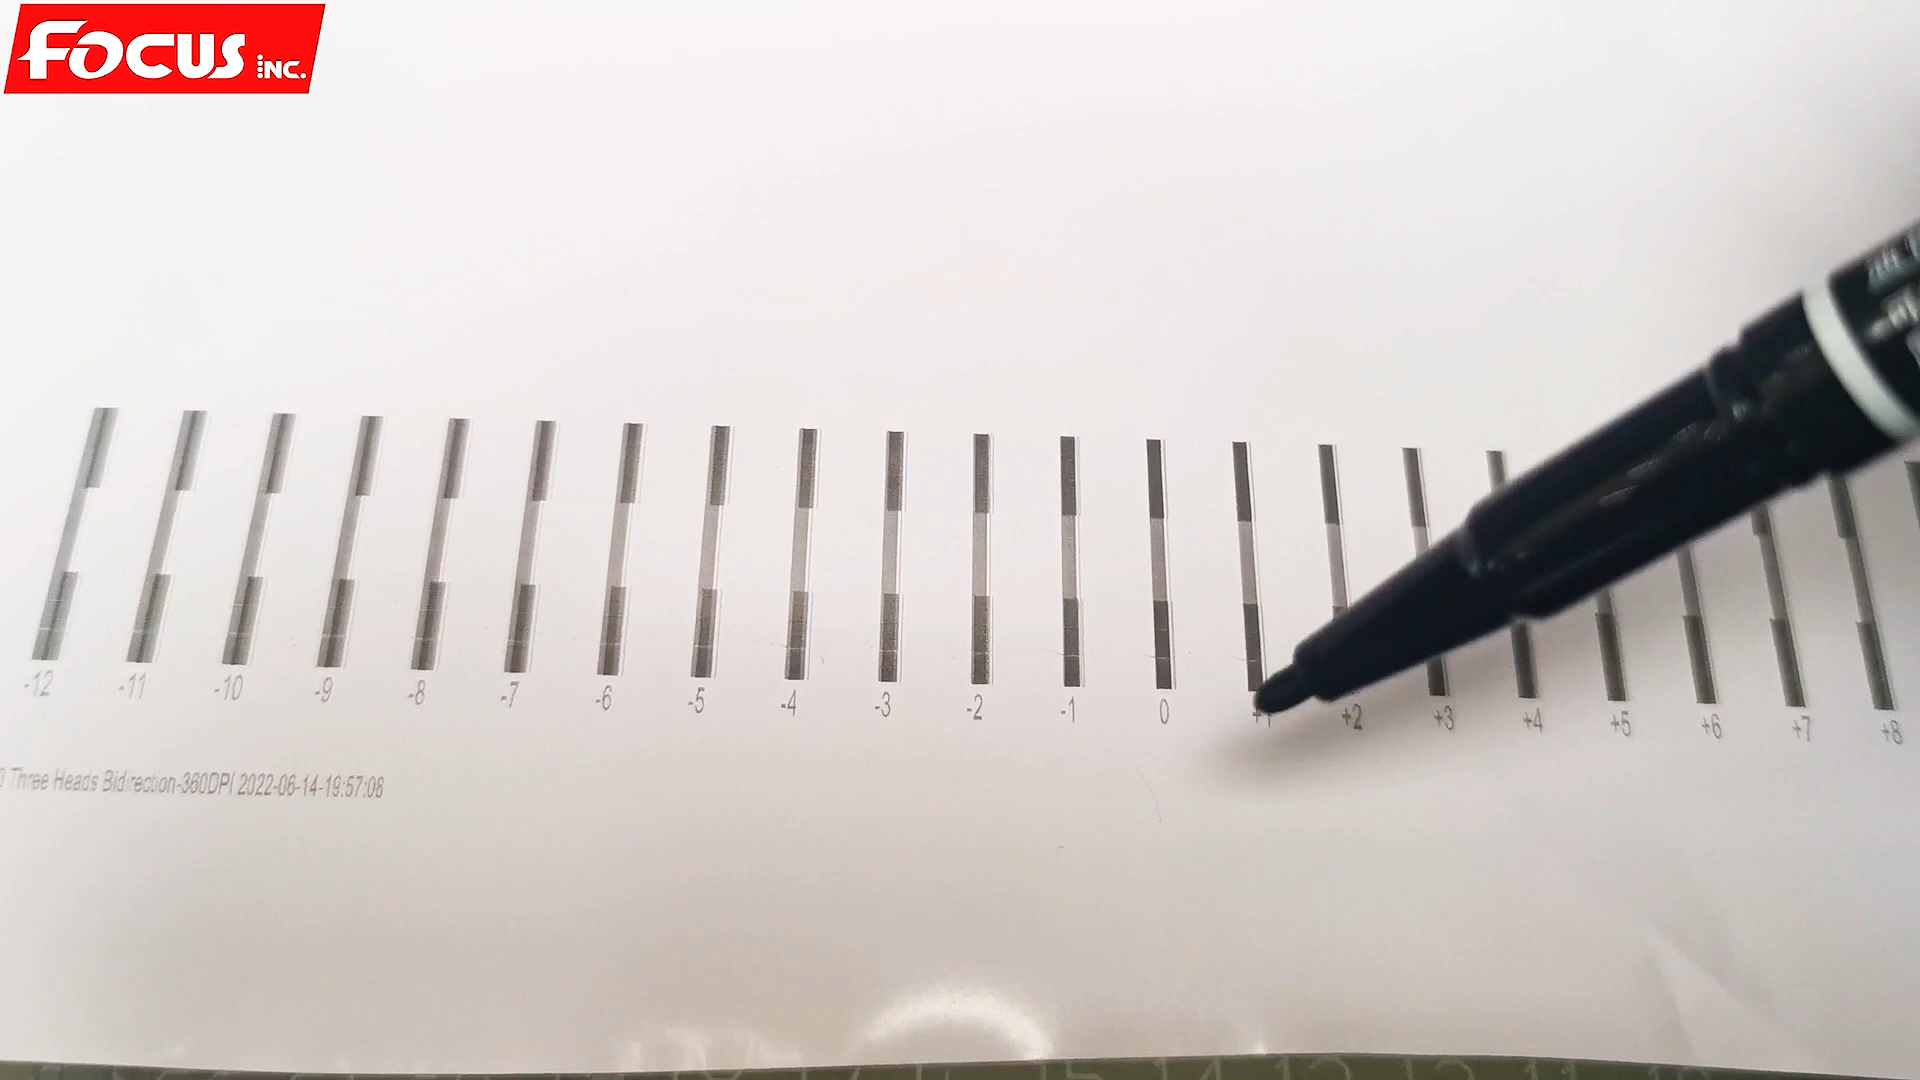 FOCUS INC.
-12 -11 -10 -9 -8 -7 -6 -5 -4 -3 -2 -1 0 +1 +2 +3 +4 +5 +6 +7 +8
Three Heads Bidirection-360DPI 2022-06-14-19:57:08